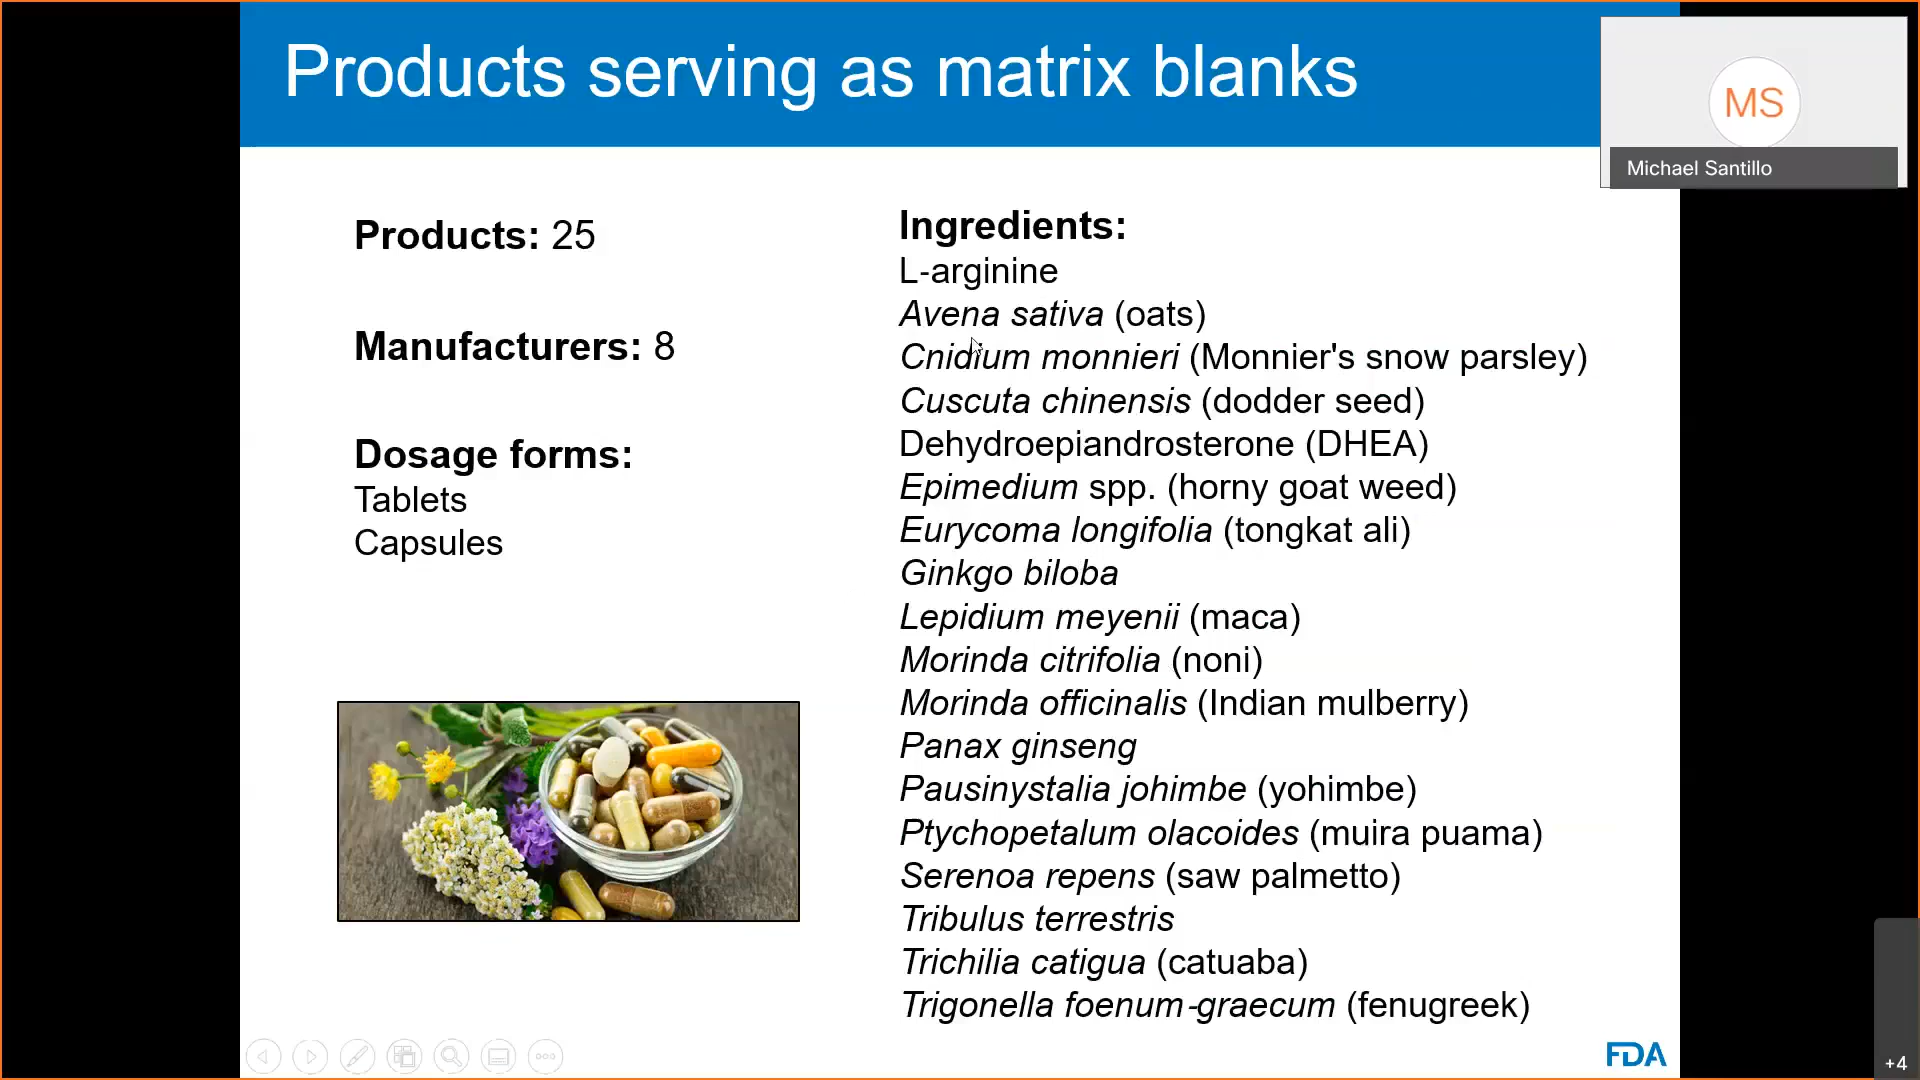 Products serving as matrix blanks
MS
Michael Santillo
Products: 25
Manufacturers: 8
Dosage forms:
Tablets
Capsules
Ingredients:
L-arginine
Avena sativa (oats)
Cnidium monnieri (Monnier's snow parsley)
Cuscuta chinensis (dodder seed)
Dehydroepiandrosterone (DHEA)
Epimedium spp. (horny goat weed)
Eurycoma longifolia (tongkat ali)
Ginkgo biloba
Lepidium meyenii (maca)
Morinda citrifolia (noni)
Morinda officinalis (Indian mulberry)
Panax ginseng
Pausinystalia johimbe (yohimbe)
Ptychopetalum olacoides (muira puama)
Serenoa repens (saw palmetto)
Tribulus terrestris
Trichilia catigua (catuaba)
Trigonella foenum-graecum (fenugreek)
FDA
+4